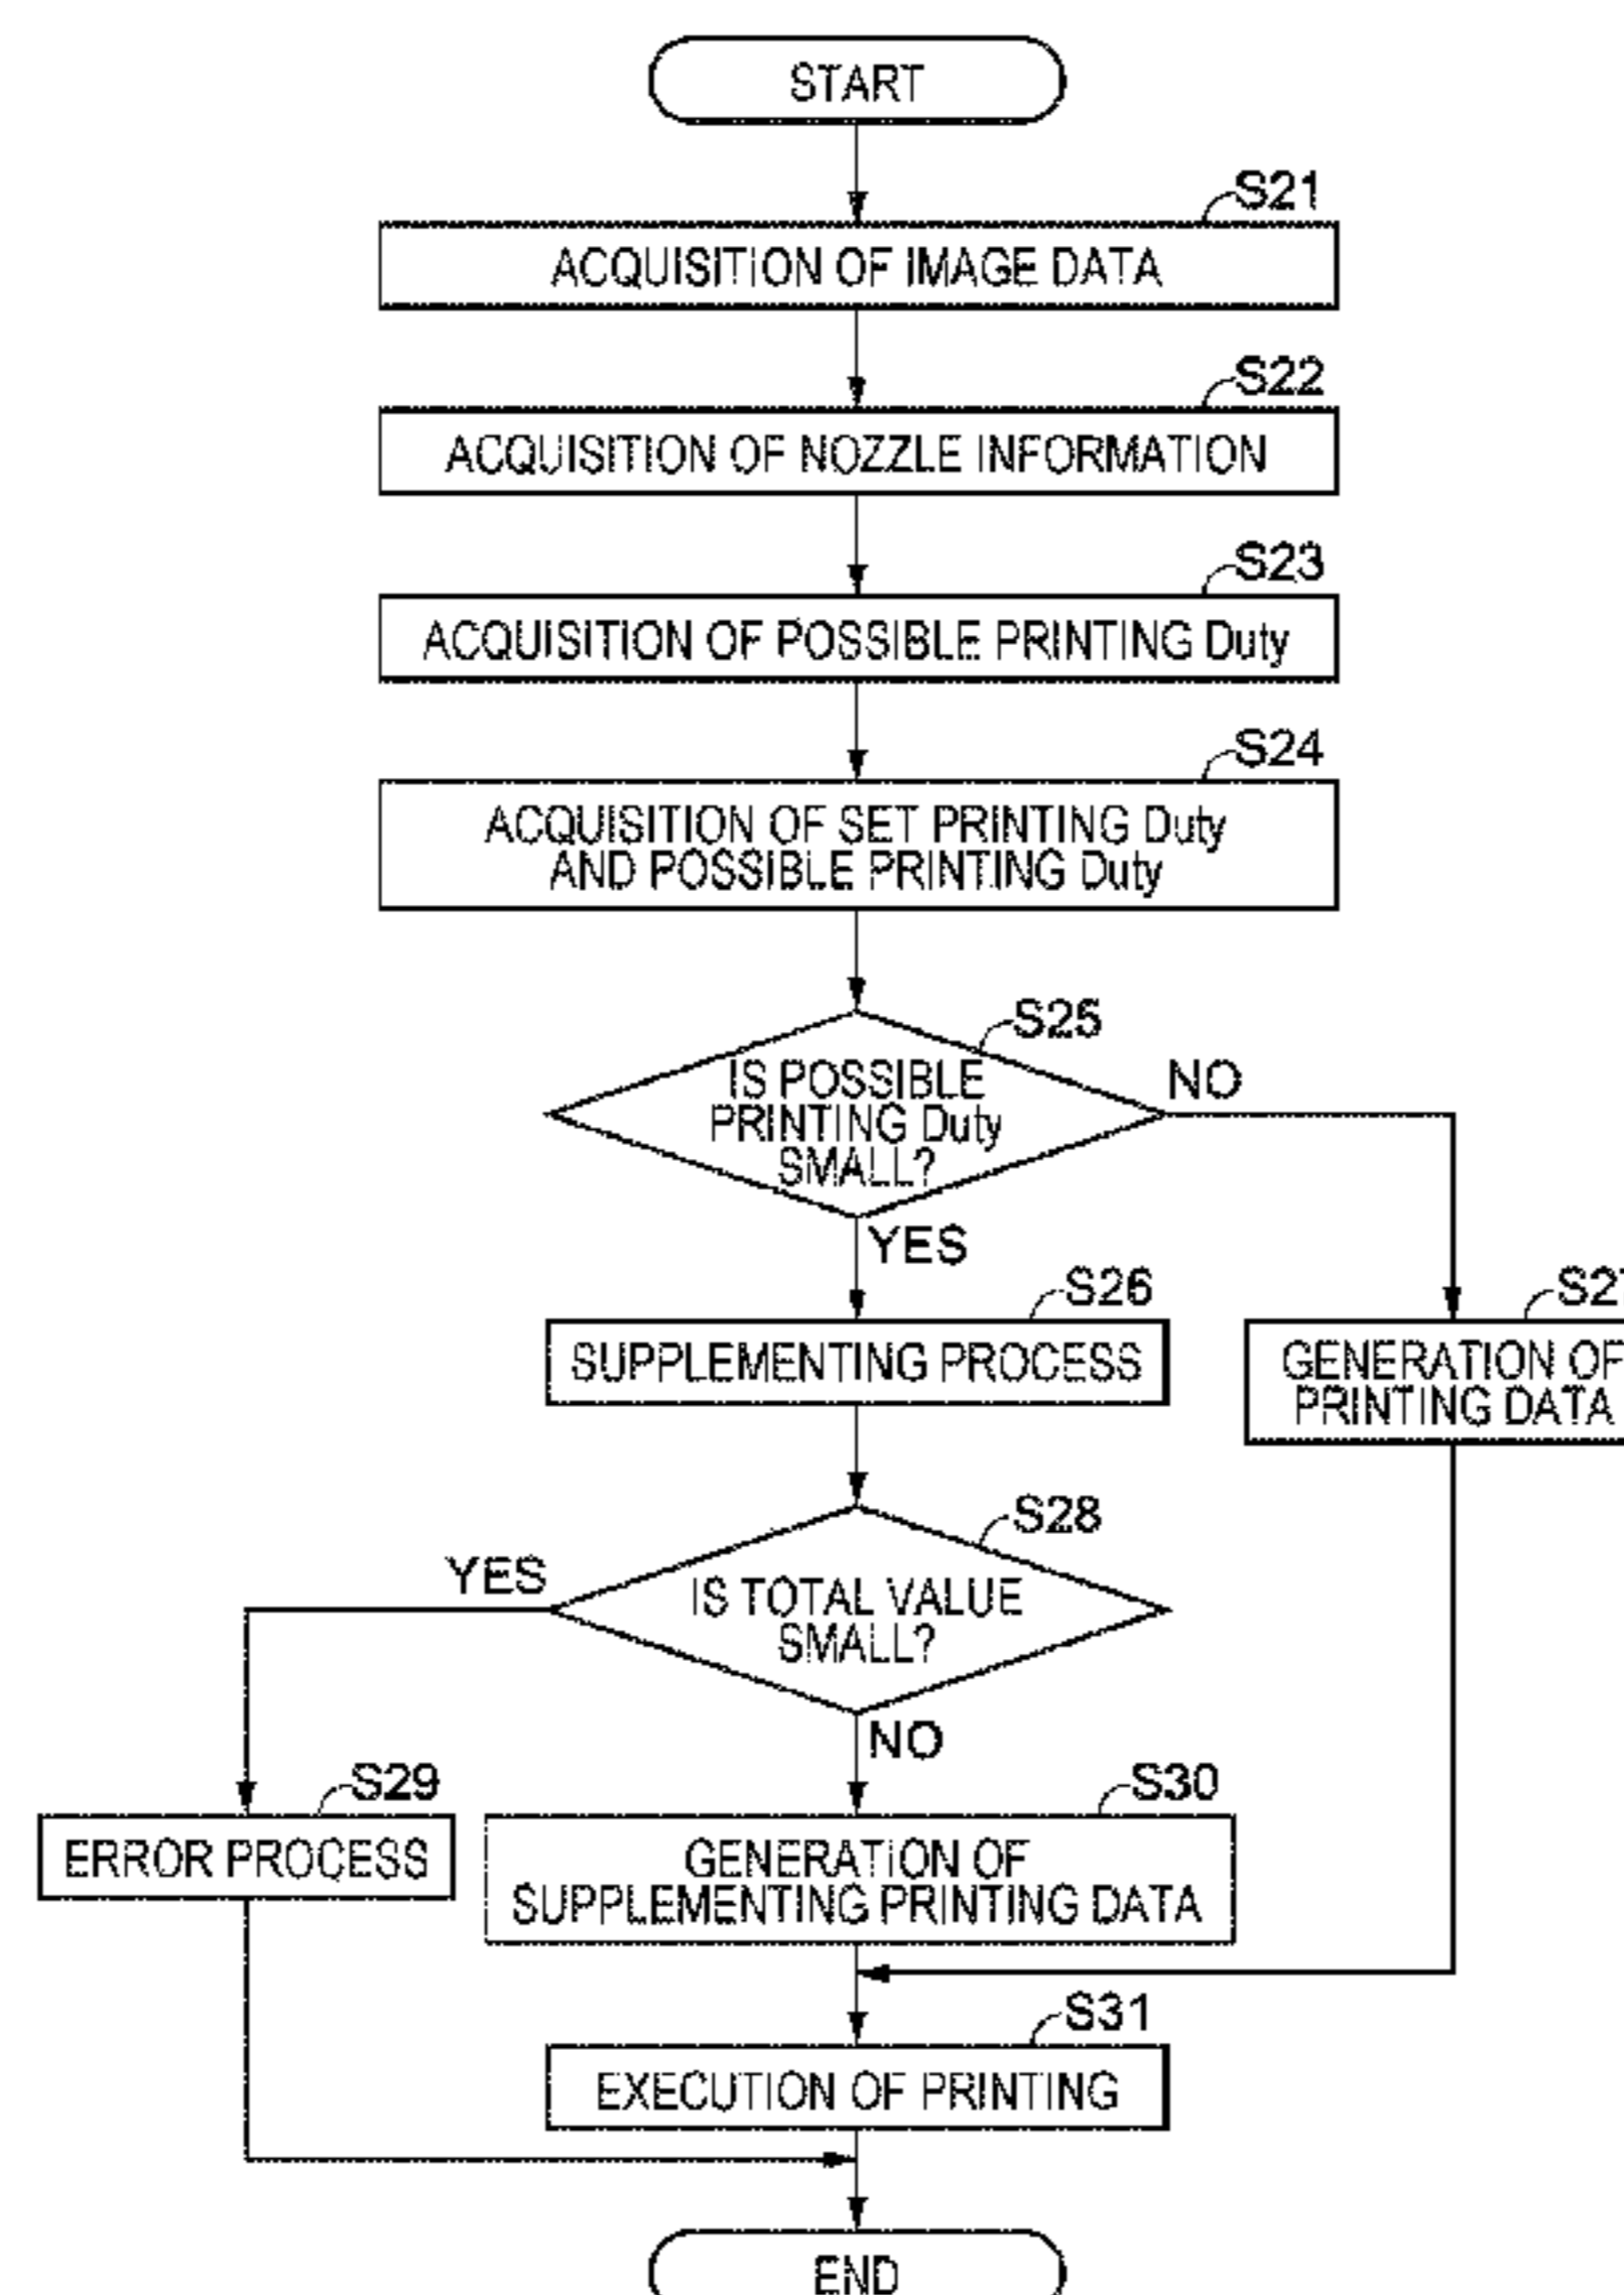 START
S21
ACQUISITION OF IMAGE DATA
S22
ACQUISITION OF NOZZLE INFORMATION
S23
ACQUISITION OF POSSIBLE PRINTING Duty
S24
ACQUISITION OF SET PRINTING Duty
AND POSSIBLE PRINTING Duty
S25
IS POSSIBLE
PRINTING Duty
SMALL?
NO
YES
S26
SUPPLEMENTING PROCESS
GENERATION OF
PRINTING DATA
S28
YES
IS TOTAL VALUE
SMALL?
NO
S29
ERROR PROCESS
S30
GENERATION OF
SUPPLEMENTING PRINTING DATA
S31
EXECUTION OF PRINTING
END